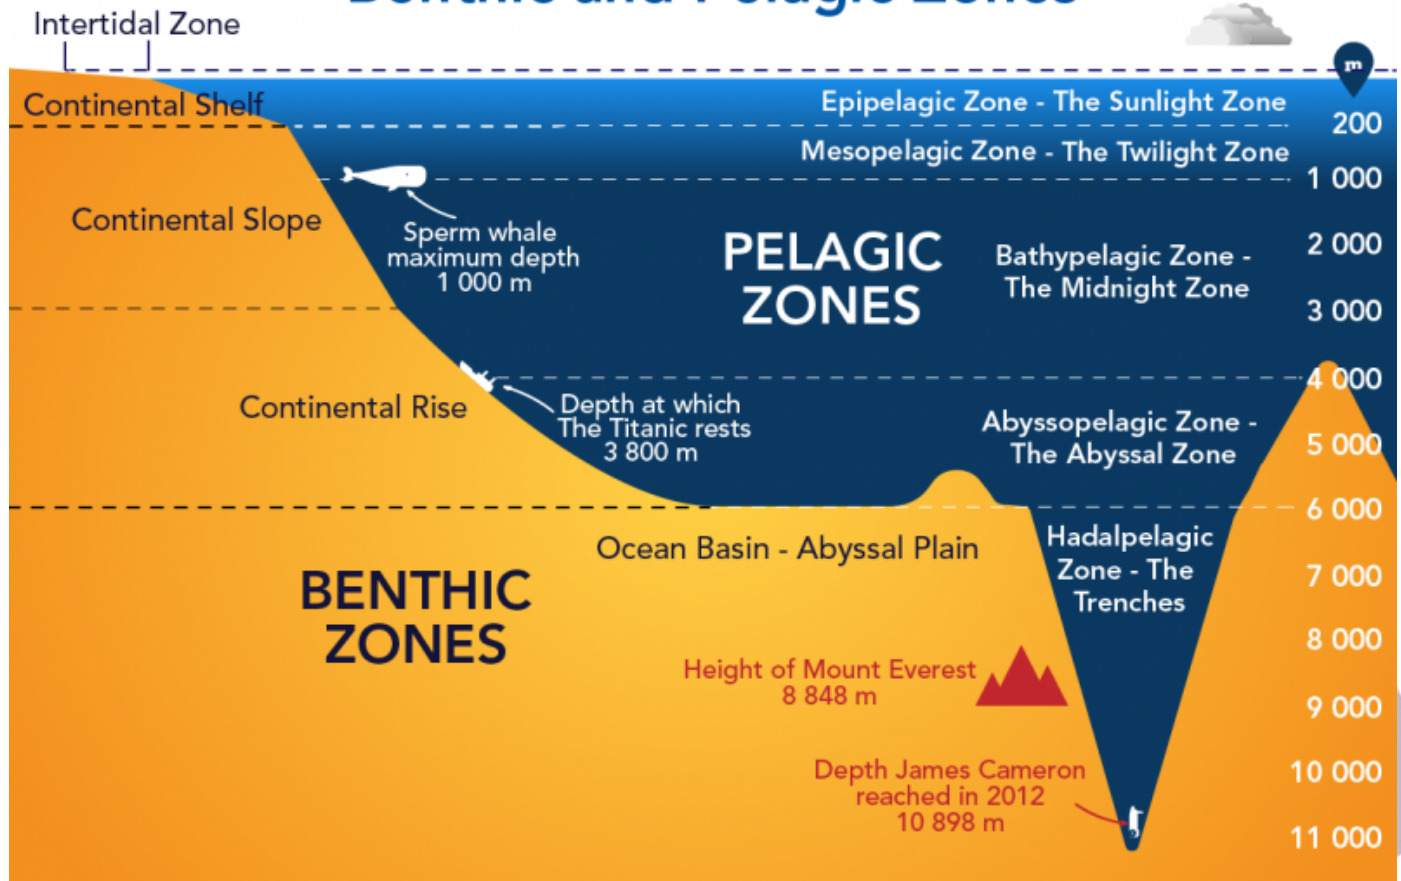 Benthic and Pelagic Zones
Intertidal Zone
m
Continental Shelf
Epipelagic Zone - The Sunlight Zone
200
Mesopelagic Zone - The Twilight Zone
1 000
Continental Slope
Sperm whale
maximum depth
1 000 m
PELAGIC
ZONES
Bathypelagic Zone -
The Midnight Zone
2 000
3 000
4 000
Continental Rise
Depth at which
The Titanic rests
3 800 m
Abyssopelagic Zone -
The Abyssal Zone
5 000
6 000
Ocean Basin - Abyssal Plain
Hadalpelagic
Zone - The
Trenches
BENTHIC
ZONES
7 000
8 000
Height of Mount Everest
8 848 m
9 000
Depth James Cameron
reached in 2012
10 898 m
10 000
11 000